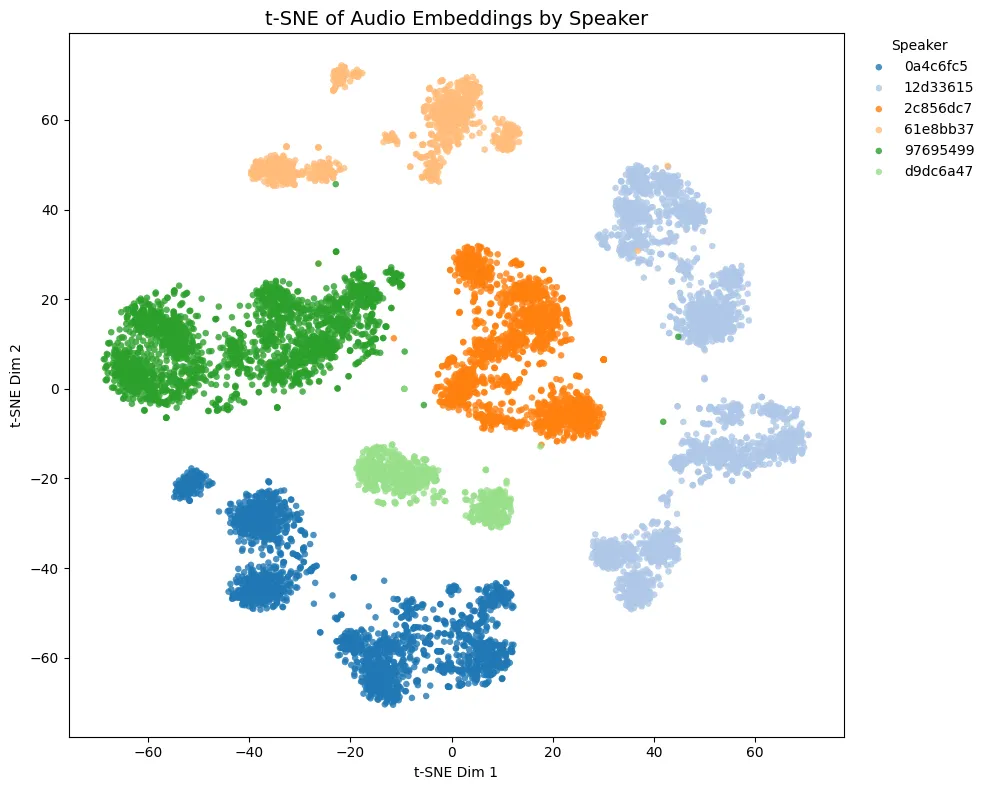 t-SNE of Audio Embeddings by Speaker
Speaker
0a4c6fc5
12d33615
2c856dc7
61e8bb37
97695499
d9dc6a47
t-SNE Dim 2
60
40
20
0
−20
−40
−60
−60
−40
−20
0
20
40
60
t-SNE Dim 1